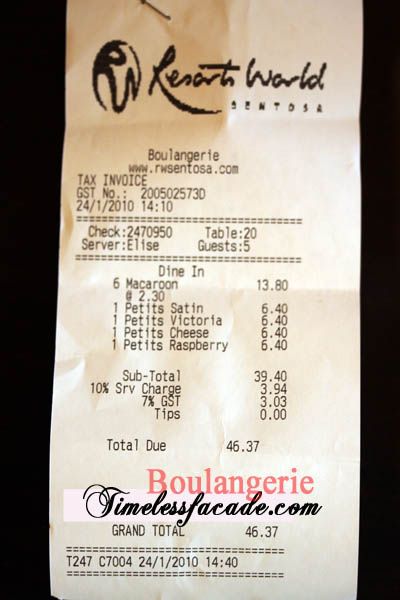 RW Resorts World
SENTOSA
Boulangerie
www.rwsentosa.com
TAX INVOICE
GST No.: 200502573D
24/1/2010 14:10
Check:2470950 Table:20
Server:Elise Guests:5
Dine In
6 Macaroon 13.80
@ 2.30
1 Petits Satin 6.40
1 Petits Victoria 6.40
1 Petits Cheese 6.40
1 Petits Raspberry 6.40
Sub-Total 39.40
10% Srv Charge 3.94
7% GST 3.03
Tips 0.00
Total Due 46.37
Boulangerie
Timelessfacade.com
GRAND TOTAL 46.37
T247 C7004 24/1/2010 14:40